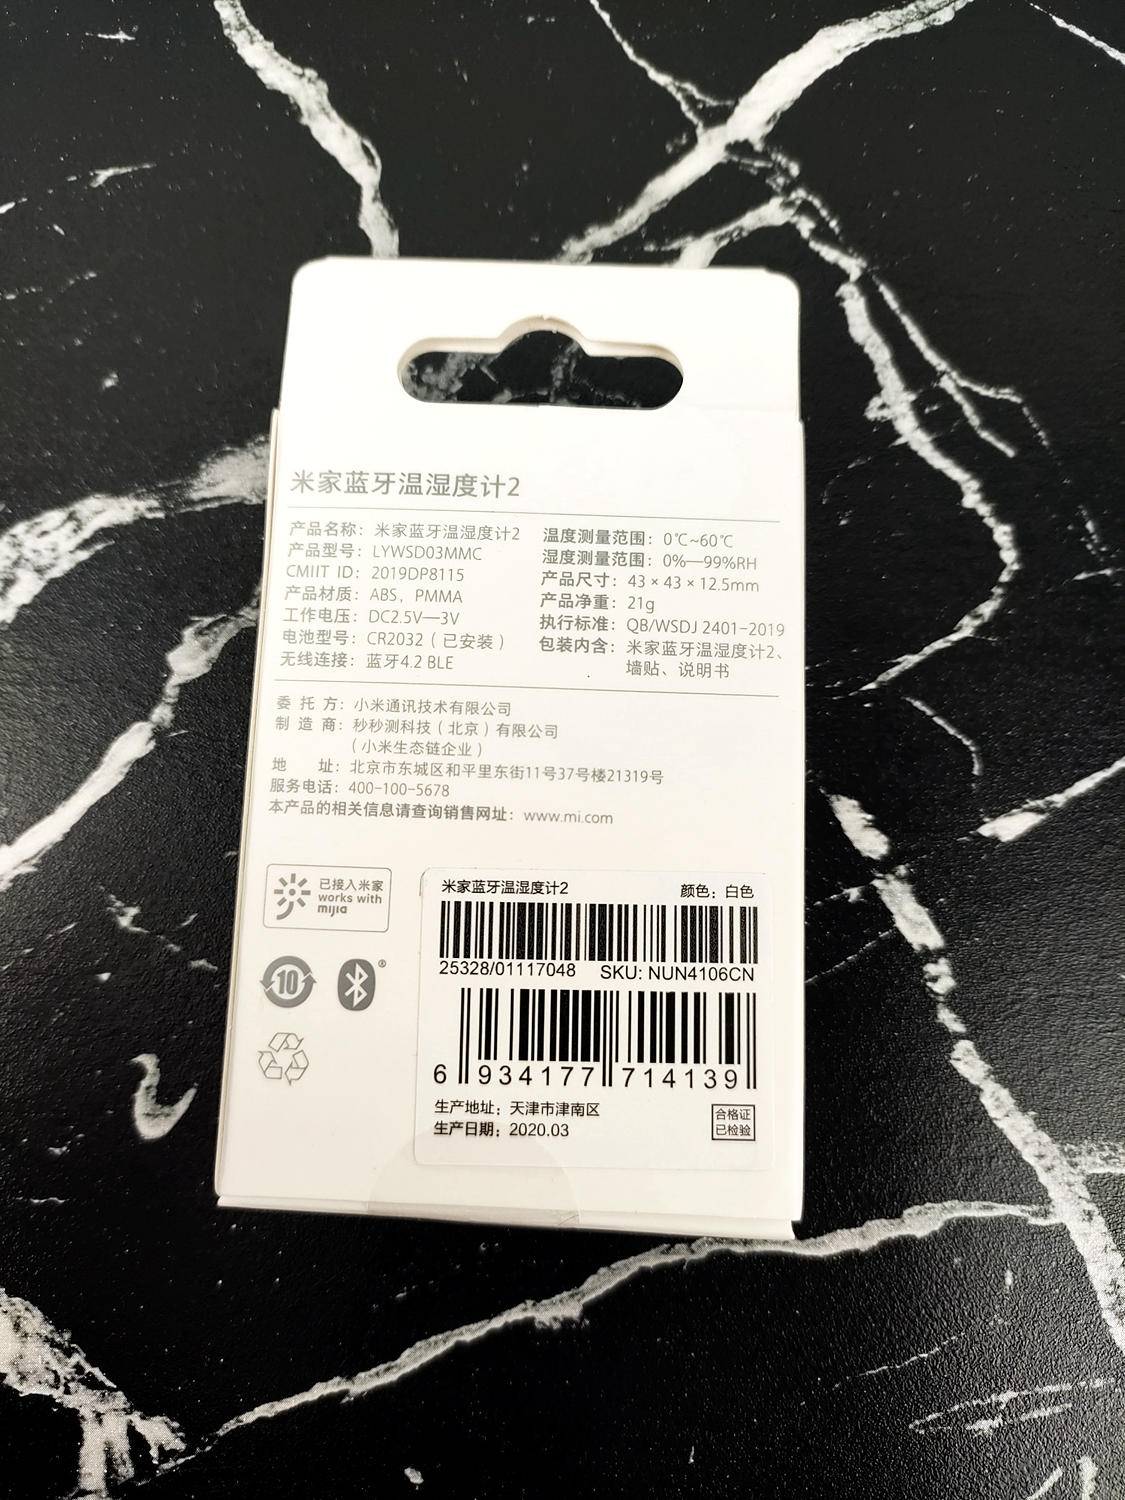 米家蓝牙温湿度计2
产品名称：米家蓝牙温湿度计2
产品型号：LYWSD03MMC
CMIIT ID：2019DP8115
产品材质：ABS，PMMA
工作电压：DC2.5V—3V
电池型号：CR2032（已安装）
无线连接：蓝牙4.2 BLE
温度测量范围：0℃~60℃
湿度测量范围：0%—99%RH
产品尺寸：43 × 43 × 12.5mm
产品净重：21g
执行标准：QB/WSDJ 2401-2019
包装内含：米家蓝牙温湿度计2、
墙贴、说明书
委 托 方：小米通讯技术有限公司
制 造 商：秒秒测科技（北京）有限公司
（小米生态链企业）
地 址：北京市东城区和平里东街11号37号楼21319号
服务电话：400-100-5678
本产品的相关信息请查询销售网址：www.mi.com
已接入米家
works with
mijia
10
米家蓝牙温湿度计2 颜色：白色
25328/01117048 SKU: NUN4106CN
6 934177 714139
生产地址：天津市津南区
生产日期：2020.03
合格证
已检验